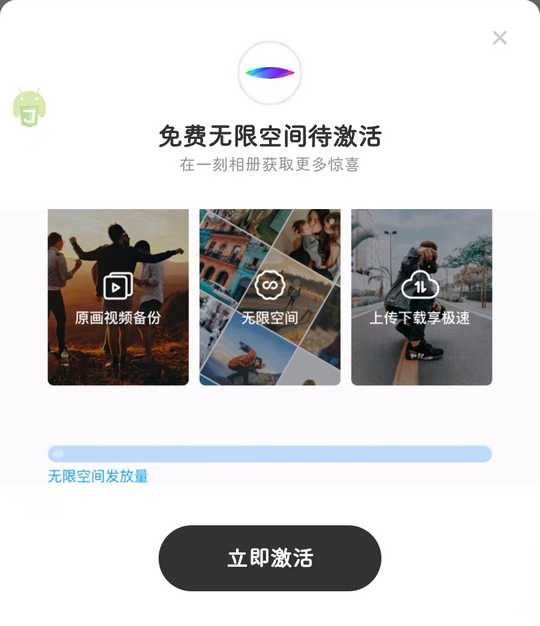 免费无限空间待激活
在一刻相册获取更多惊喜
原画视频备份
无限空间
上传下载享极速
无限空间发放量
立即激活